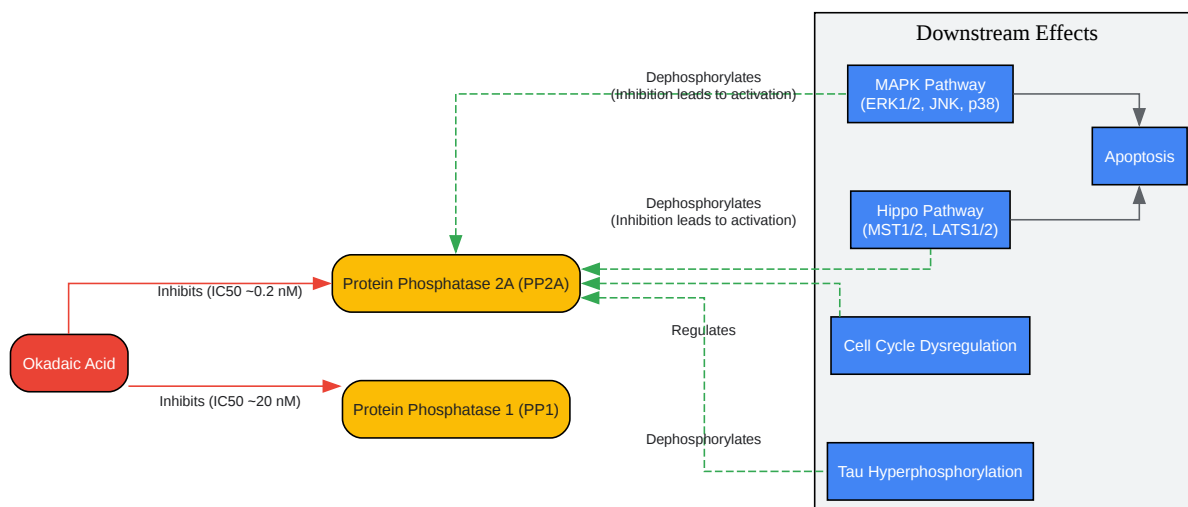 Downstream Effects
Dephosphorylates
(Inhibition leads to activation)
MAPK Pathway
(ERK1/2, JNK, p38)
Apoptosis
Dephosphorylates
(Inhibition leads to activation)
Hippo Pathway
(MST1/2, LATS1/2)
Inhibits (IC50 ~0.2 nM)
Protein Phosphatase 2A (PP2A)
Regulates
Cell Cycle Dysregulation
Okadaic Acid
Inhibits (IC50 ~20 nM)
Protein Phosphatase 1 (PP1)
Dephosphorylates
Tau Hyperphosphorylation